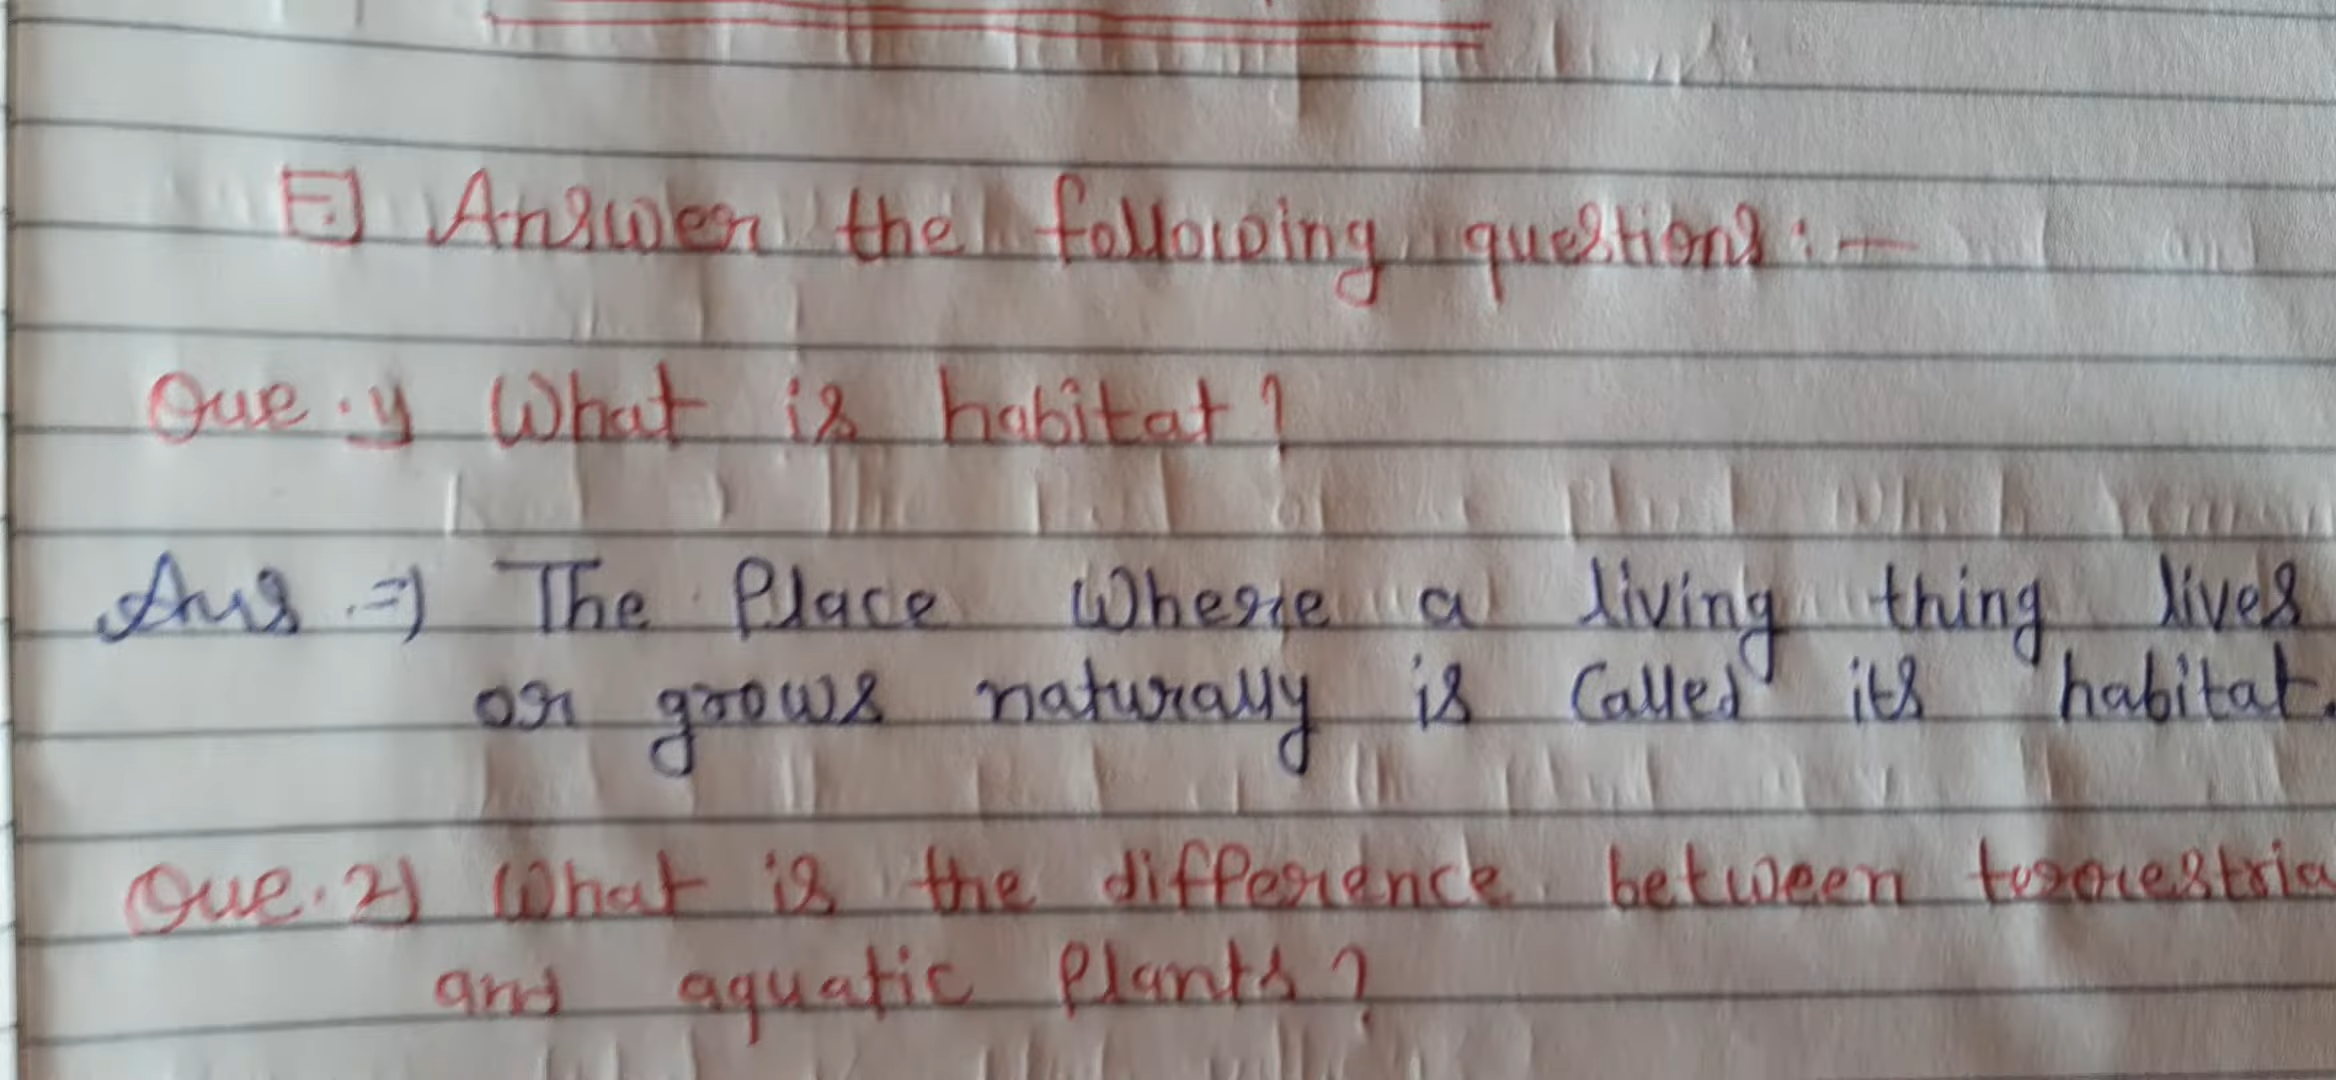 E.] Answer the following questions:-
Que.1) What is habitat?
Ans.⇒) The Place Where a living thing lives
or grows naturally is Called its habitat.
Que.2) What is the difference between terrestria
and aquatic Plants?